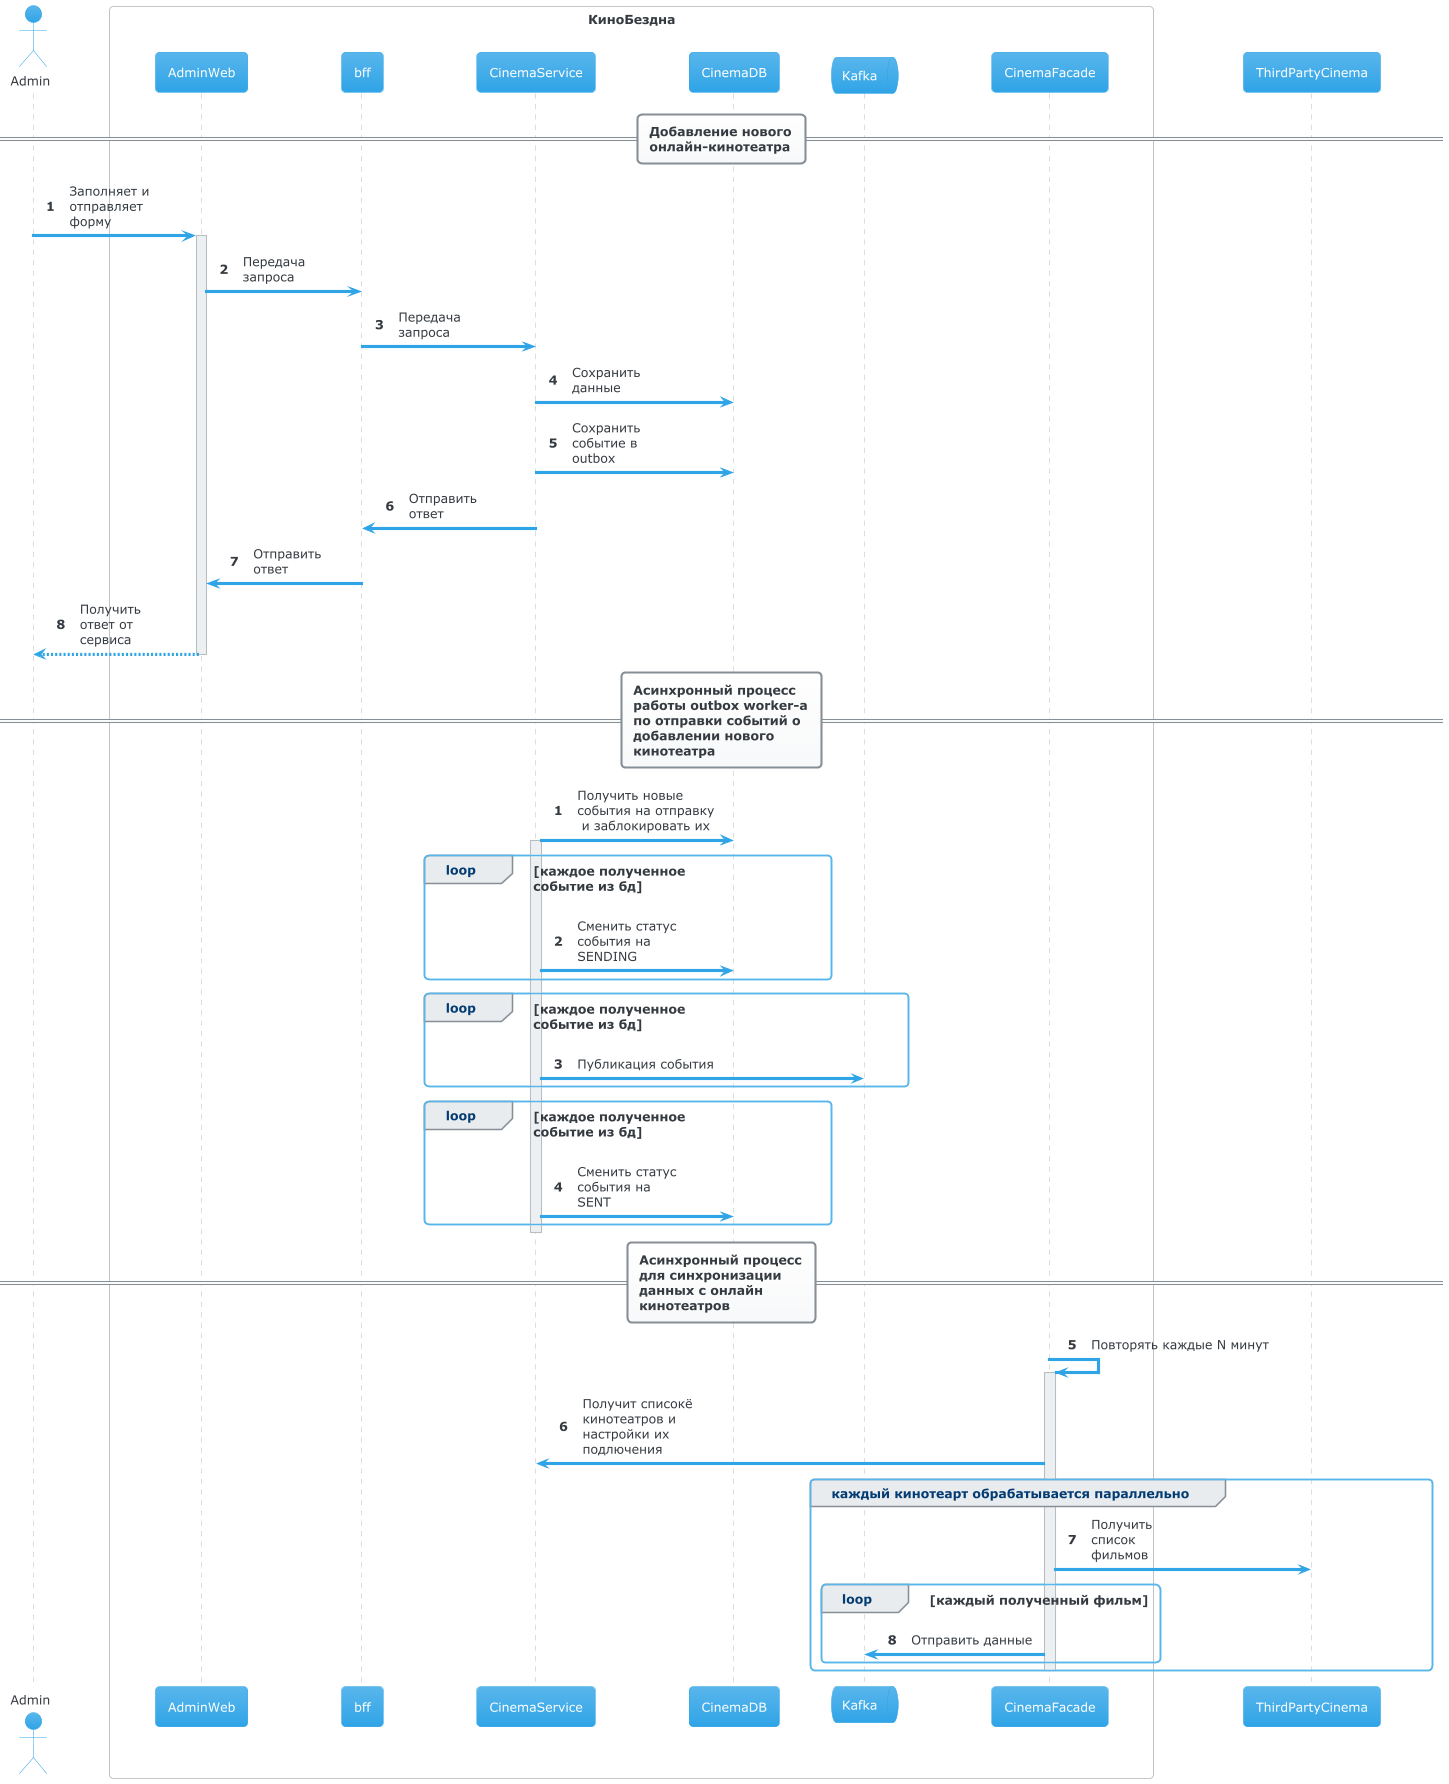 КиноБездна
Admin
AdminWeb
bff
CinemaService
CinemaDB
Kafka
CinemaFacade
ThirdPartyCinema
Добавление нового
онлайн-кинотеатра
1
Заполняет и
отправляет
форму
2
Передача
запроса
3
Передача
запроса
4
Сохранить
данные
5
Сохранить
событие в
outbox
6
Отправить
ответ
7
Отправить
ответ
8
Получить
ответ от
сервиса
Асинхронный процесс
работы outbox worker-а
по отправки событий о
добавлении нового
кинотеатра
1
Получить новые
события на отправку
и заблокировать их
loop
[каждое полученное
событие из бд]
2
Сменить статус
события на
SENDING
loop
[каждое полученное
событие из бд]
3
Публикация события
loop
[каждое полученное
событие из бд]
4
Сменить статус
события на
SENT
Асинхронный процесс
для синхронизации
данных с онлайн
кинотеатров
5
Повторять каждые N минут
6
Получит списокё
кинотеатров и
настройки их
подлючения
каждый кинотеарт обрабатывается параллельно
7
Получить
список
фильмов
loop
[каждый полученный фильм]
8
Отправить данные
Admin
AdminWeb
bff
CinemaService
CinemaDB
Kafka
CinemaFacade
ThirdPartyCinema